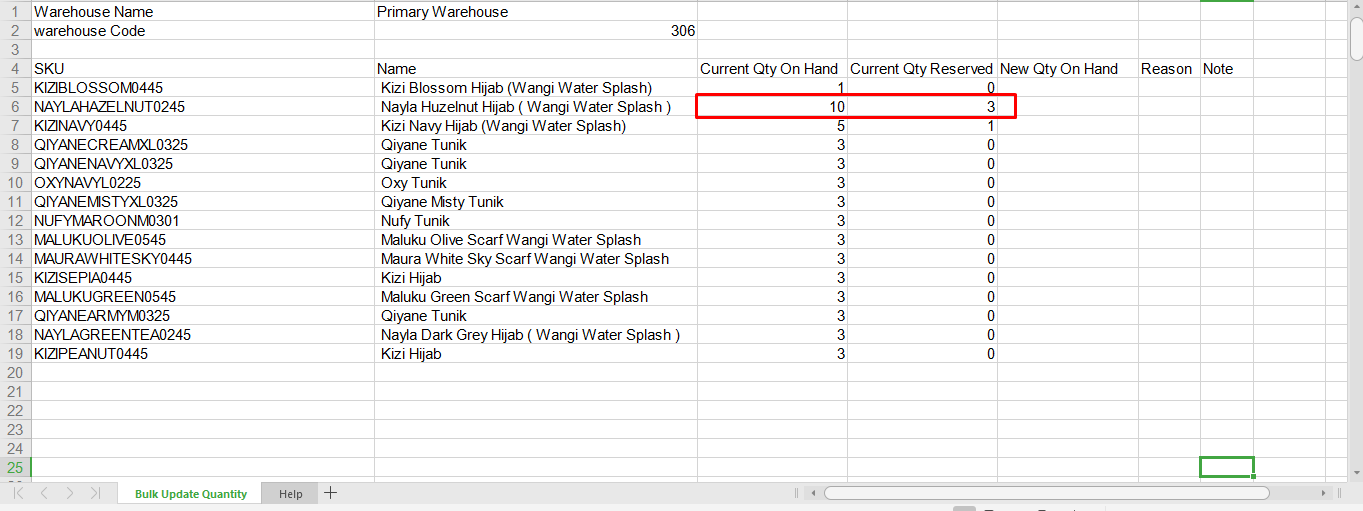 1 Warehouse Name Primary Warehouse
2 warehouse Code 306
3
4 SKU Name Current Qty On Hand Current Qty Reserved New Qty On Hand Reason Note
5 KIZIBLOSSOM0445 Kizi Blossom Hijab (Wangi Water Splash) 1 0
6 NAYLAHAZELNUT0245 Nayla Huzelnut Hijab ( Wangi Water Splash ) 10 3
7 KIZINAVY0445 Kizi Navy Hijab (Wangi Water Splash) 5 1
8 QIYANECREAMXL0325 Qiyane Tunik 3 0
9 QIYANENAVYXL0325 Qiyane Tunik 3 0
10 OXYNAVYL0225 Oxy Tunik 3 0
11 QIYANEMISTYXL0325 Qiyane Misty Tunik 3 0
12 NUFYMAROONM0301 Nufy Tunik 3 0
13 MALUKUOLIVE0545 Maluku Olive Scarf Wangi Water Splash 3 0
14 MAURAWHITESKY0445 Maura White Sky Scarf Wangi Water Splash 3 0
15 KIZISEPIA0445 Kizi Hijab 3 0
16 MALUKUGREEN0545 Maluku Green Scarf Wangi Water Splash 3 0
17 QIYANEARMYM0325 Qiyane Tunik 3 0
18 NAYLAGREENTEA0245 Nayla Dark Grey Hijab ( Wangi Water Splash ) 3 0
19 KIZIPEANUT0445 Kizi Hijab 3 0
20
21
22
23
24
25
Bulk Update Quantity Help